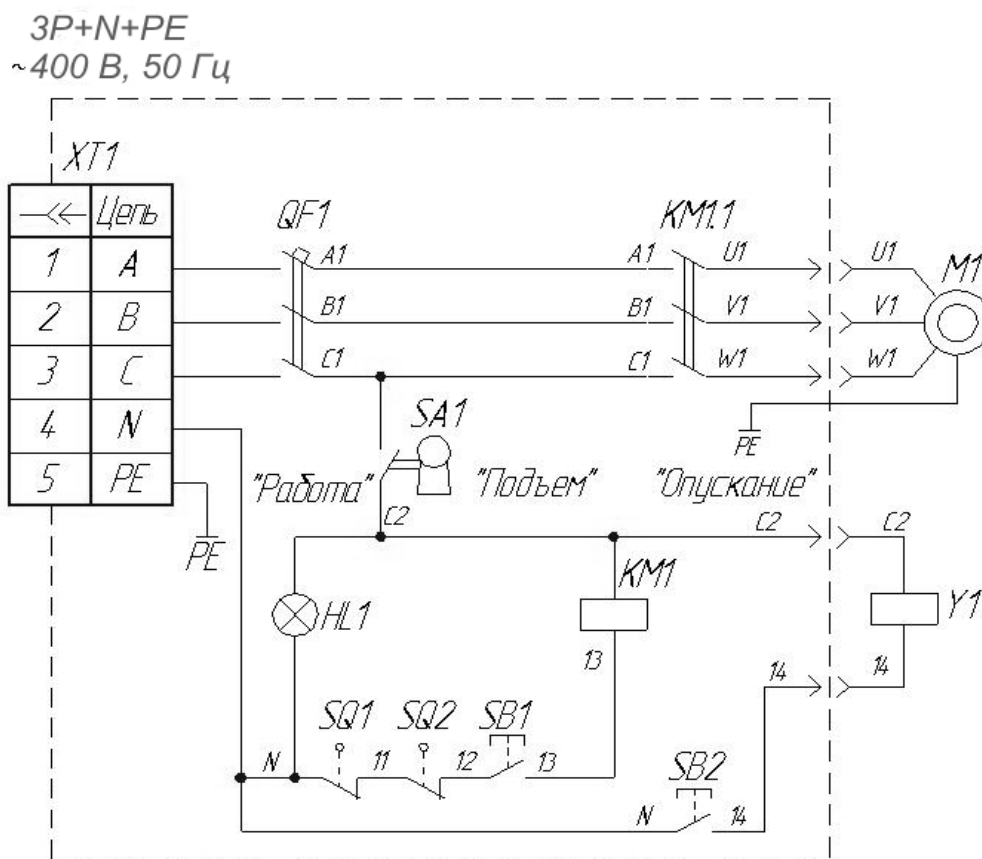 3P+N+PE
~400 В, 50 Гц
XT1
Цепь
QF1
KM1.1
1 A
A1
A1
U1
U1
M1
2 B
B1
B1
V1
V1
3 C
C1
C1
W1
W1
4 N
SA1
PE
5 PE
"Работа"
"Подъем"
"Опускание"
C2
C2
C2
PE
KM1
HL1
Y1
13
14
14
SQ1
SQ2
SB1
N
11
12
13
SB2
N
14